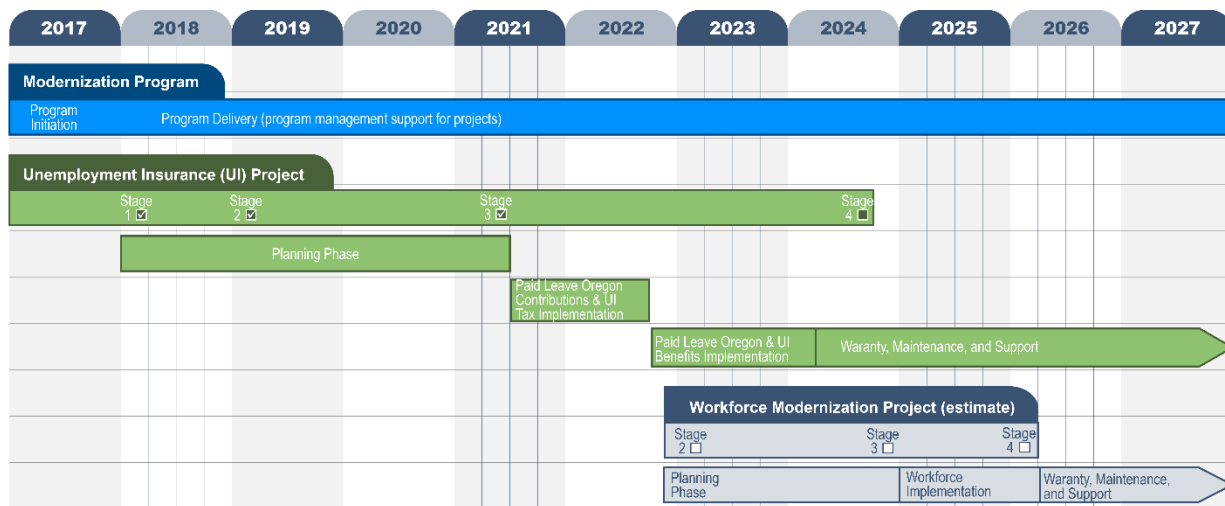 2017 2018 2019 2020 2021 2022 2023 2024 2025 2026 2027
Modernization Program
Program
Initiation
Program Delivery (program management support for projects)
Unemployment Insurance (UI) Project
Stage
1
Stage
2
Stage
3
Stage
4
Planning Phase
Paid Leave Oregon
Contributions & UI
Tax Implementation
Paid Leave Oregon & UI
Benefits Implementation
Waranty, Maintenance, and Support
Workforce Modernization Project (estimate)
Stage
2
Stage
3
Stage
4
Planning
Phase
Workforce
Implementation
Waranty, Maintenance,
and Support